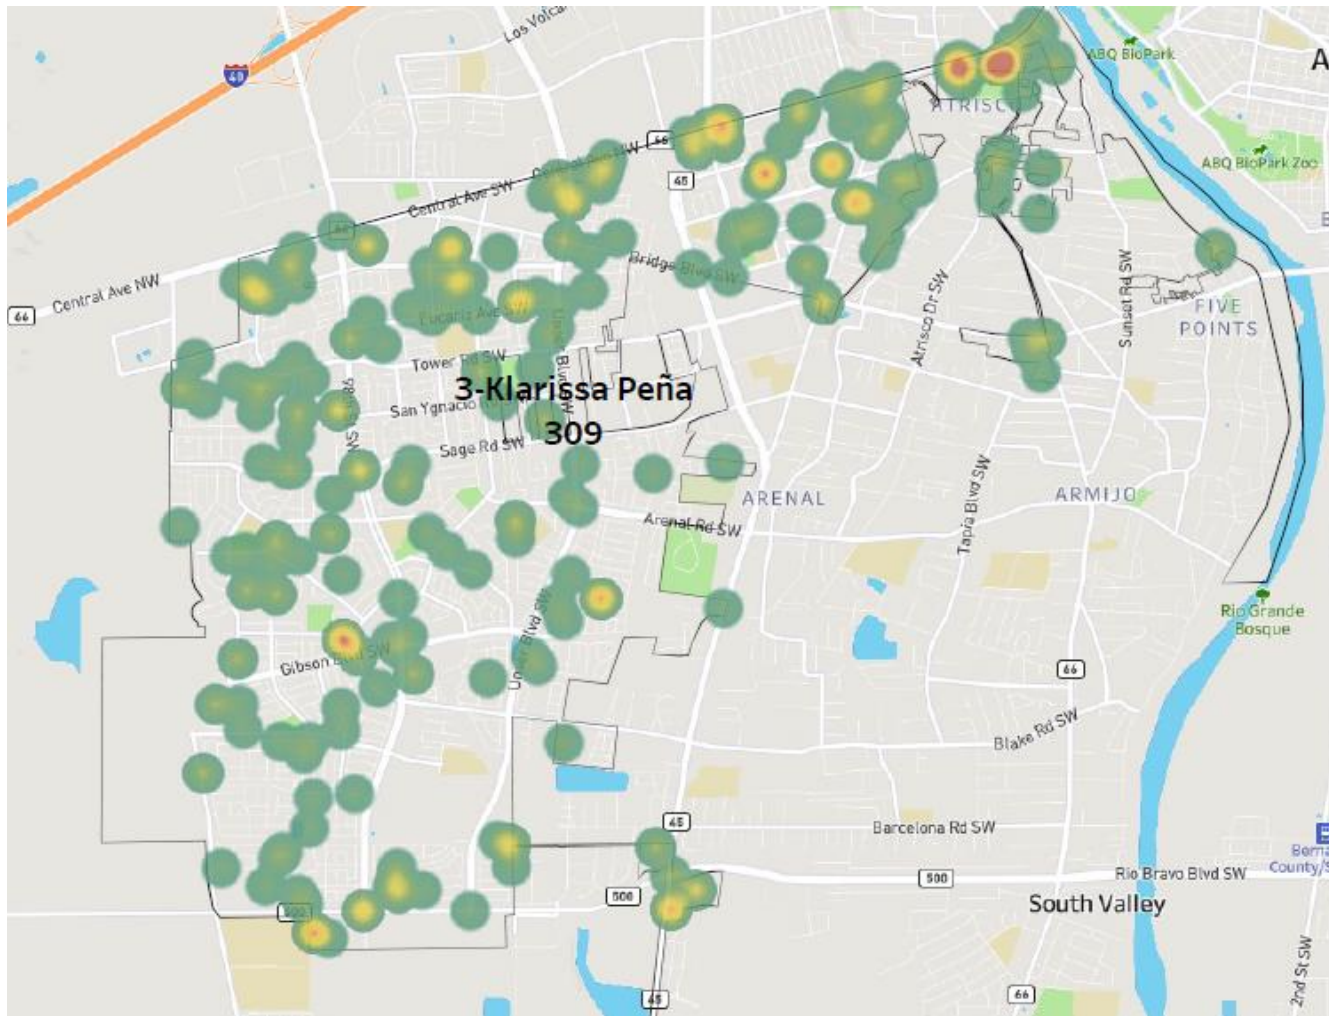 Los Volca
40
ABQ BioPark
A
ATRISCO
66
ABQ BioPark Zoo
45
Central Ave SW
Central Ave NW
66
Bridge Blvd SW
Sunset Rd SW
Atrisco Dr SW
FIVE
POINTS
Eucariz Ave SW
Tower Rd SW
3-Klarissa Peña
San Ygnacio
309
Sage Rd SW
ARENAL
ARMIJO
Tapia Blvd SW
Arenal Rd SW
Unser Blvd SW
Rio Grande
Bosque
Gibson Blvd SW
66
Blake Rd SW
45
Barcelona Rd SW
Berna
County/S
500
Rio Bravo Blvd SW
500
South Valley
500
2nd St SW
45
66